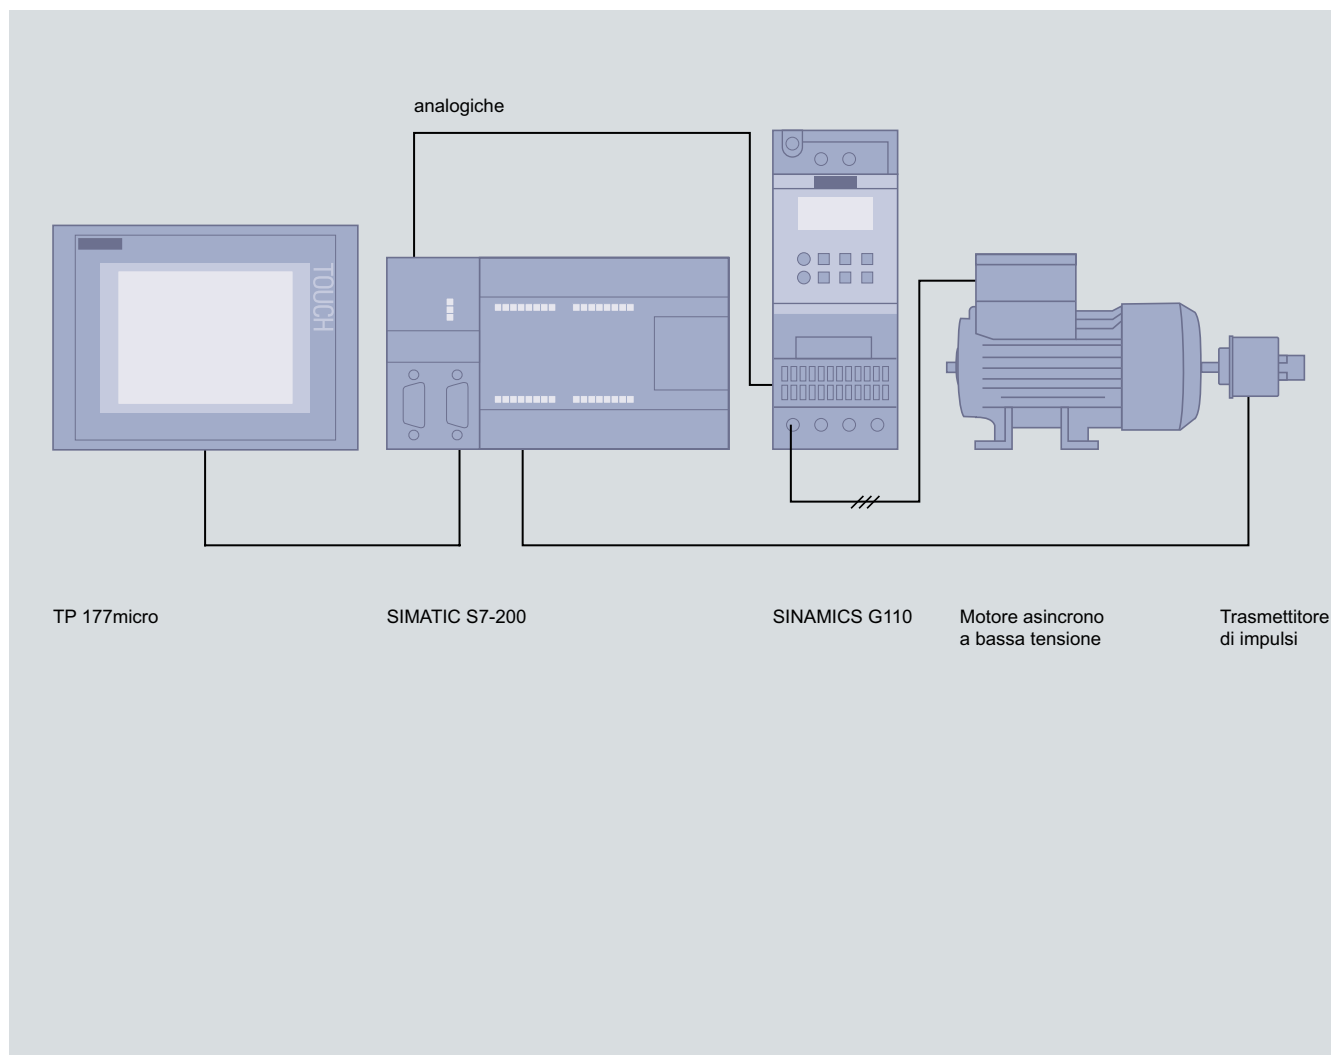 analogiche
TOUCH
TP 177micro
SIMATIC S7-200
SINAMICS G110
Motore asincrono
a bassa tensione
Trasmettitore
di impulsi